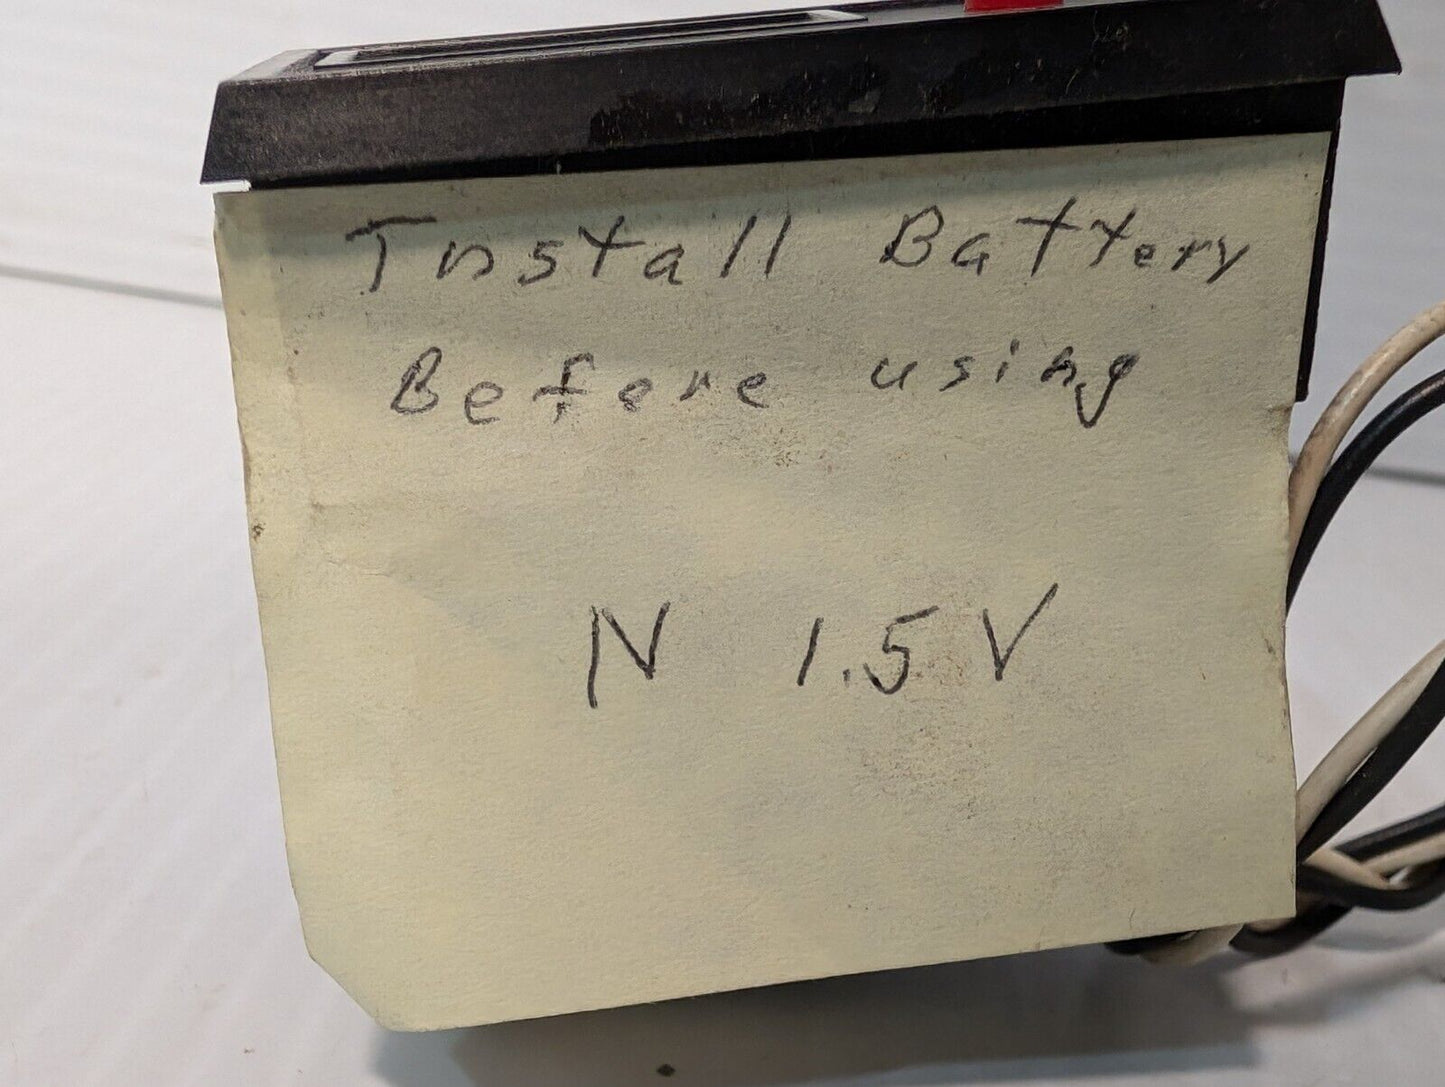 Install Battery
Before using
N 1.5V